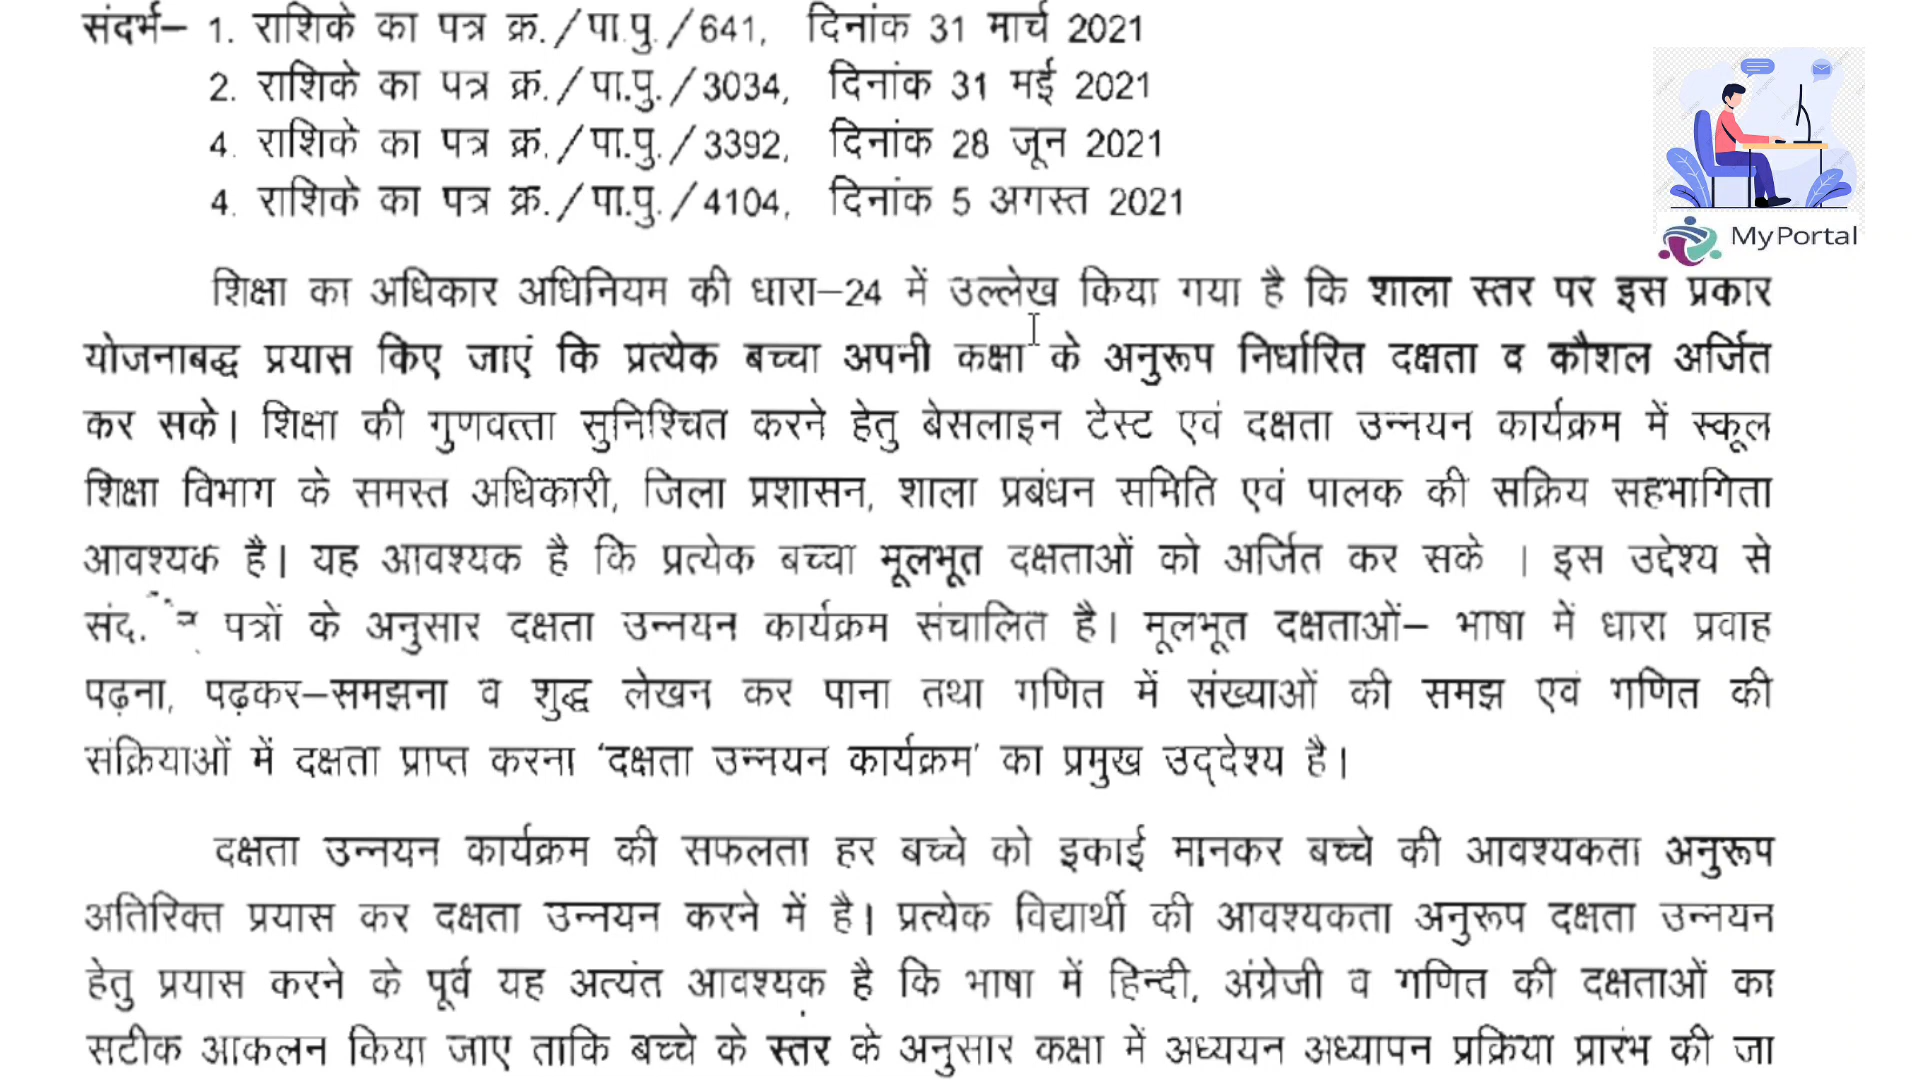 संदर्भ– 1. राशिके का पत्र क्र./पा.पु./641, दिनांक 31 मार्च 2021
2. राशिके का पत्र क्र./पा.पु./3034, दिनांक 31 मई 2021
4. राशिके का पत्र क्र./पा.पु./3392, दिनांक 28 जून 2021
4. राशिके का पत्र क्र./पा.पु./4104, दिनांक 5 अगस्त 2021
MyPortal
शिक्षा का अधिकार अधिनियम की धारा–24 में उल्लेख किया गया है कि शाला स्तर पर इस प्रकार
योजनाबद्ध प्रयास किए जाएं कि प्रत्येक बच्चा अपनी कक्षा के अनुरूप निर्धारित दक्षता व कौशल अर्जित
कर सके। शिक्षा की गुणवत्ता सुनिश्चित करने हेतु बेसलाइन टेस्ट एवं दक्षता उन्नयन कार्यक्रम में स्कूल
शिक्षा विभाग के समस्त अधिकारी, जिला प्रशासन, शाला प्रबंधन समिति एवं पालक की सक्रिय सहभागिता
आवश्यक है। यह आवश्यक है कि प्रत्येक बच्चा मूलभूत दक्षताओं को अर्जित कर सके । इस उद्देश्य से
पत्रों के अनुसार दक्षता उन्नयन कार्यक्रम संचालित है। मूलभूत दक्षताओं– भाषा में धारा प्रवाह
पढ़ना, पढ़कर–समझना व शुद्ध लेखन कर पाना तथा गणित में संख्याओं की समझ एवं गणित की
संक्रियाओं में दक्षता प्राप्त करना ‘दक्षता उन्नयन कार्यक्रम’ का प्रमुख उद्देश्य है।
दक्षता उन्नयन कार्यक्रम की सफलता हर बच्चे को इकाई मानकर बच्चे की आवश्यकता अनुरूप
अतिरिक्त प्रयास कर दक्षता उन्नयन करने में है। प्रत्येक विद्यार्थी की आवश्यकता अनुरूप दक्षता उन्नयन
हेतु प्रयास करने के पूर्व यह अत्यंत आवश्यक है कि भाषा में हिन्दी, अंग्रेजी व गणित की दक्षताओं का
सटीक आकलन किया जाए ताकि बच्चे के स्तर के अनुसार कक्षा में अध्ययन अध्यापन प्रक्रिया प्रारंभ की जा